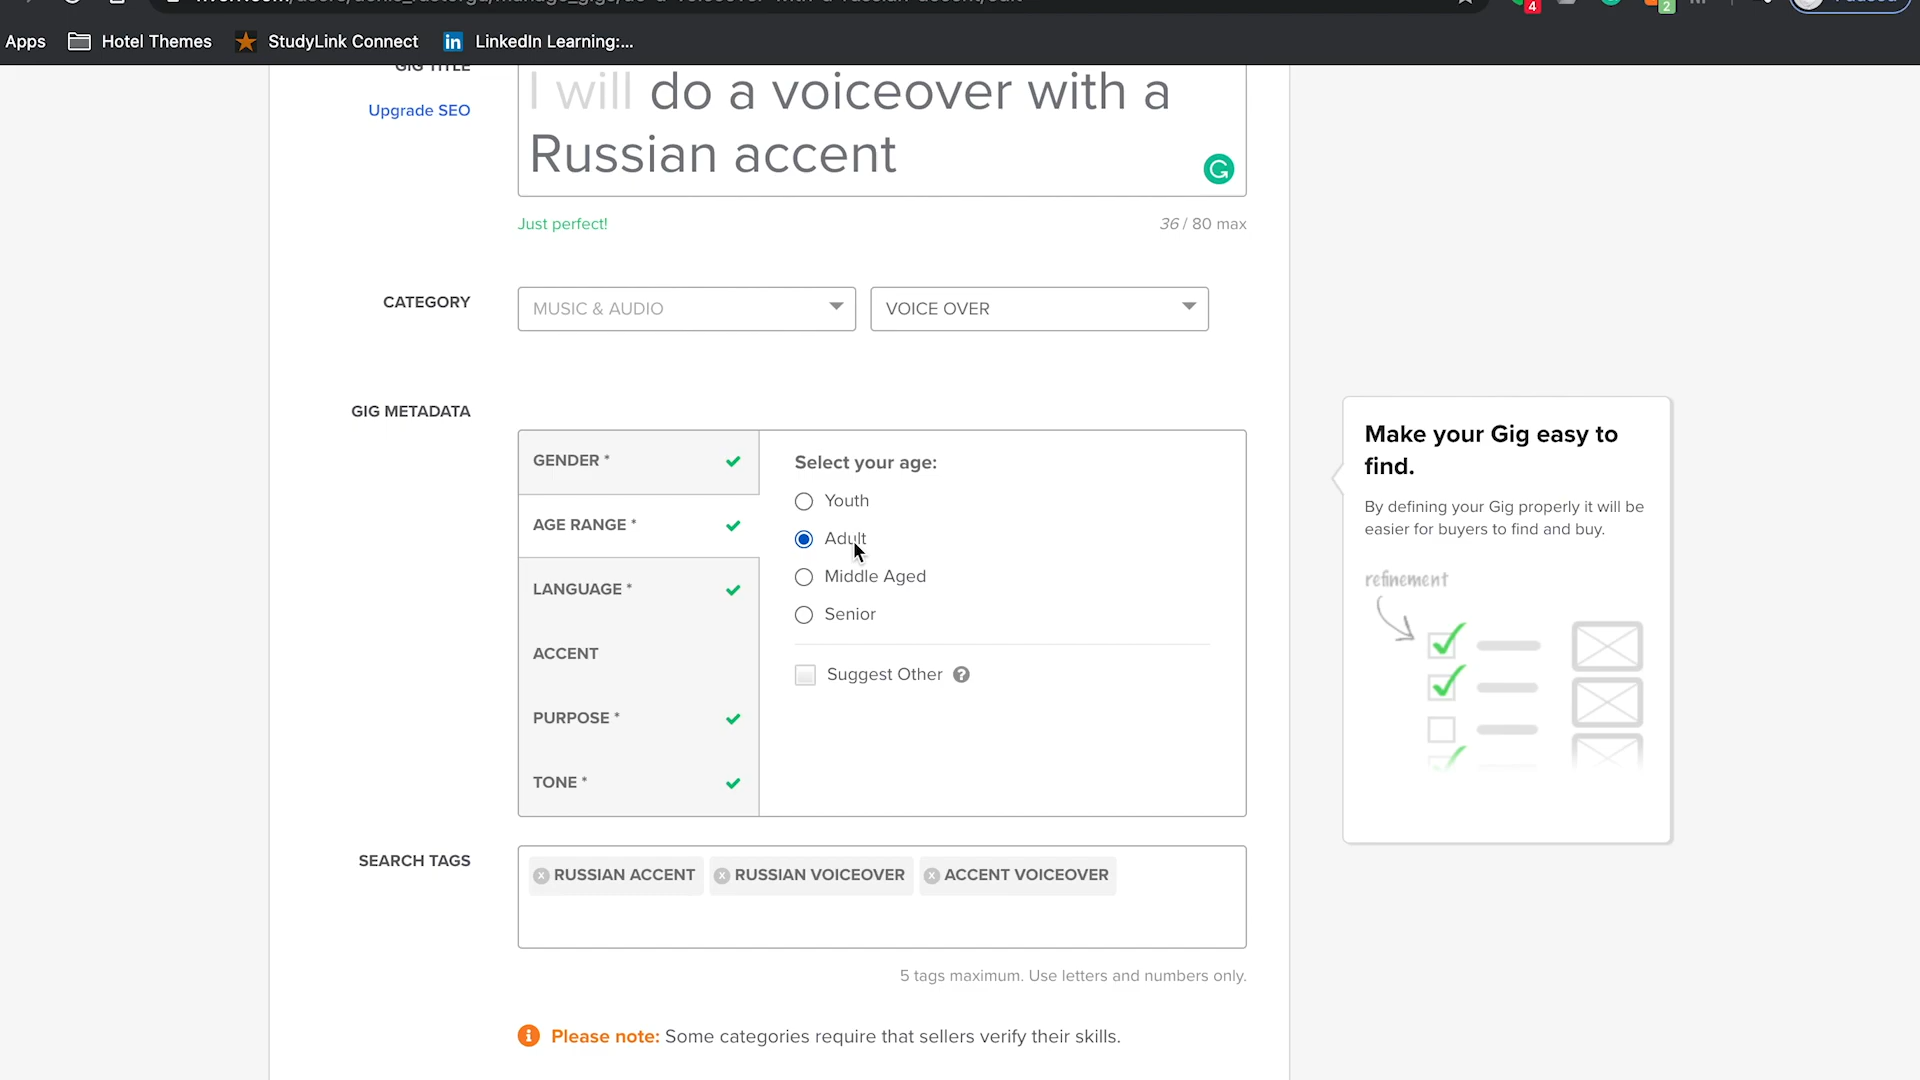 Apps Hotel Themes StudyLink Connect in LinkedIn Learning:...
4
2
GIG TITLE
Upgrade SEO
I will do a voiceover with a
Russian accent
Just perfect!
36 / 80 max
CATEGORY
MUSIC & AUDIO
VOICE OVER
GIG METADATA
GENDER *
AGE RANGE *
LANGUAGE *
ACCENT
PURPOSE *
TONE *
Select your age:
Youth
Adult
Middle Aged
Senior
Suggest Other ?
Make your Gig easy to
find.
By defining your Gig properly it will be
easier for buyers to find and buy.
refinement
SEARCH TAGS
x RUSSIAN ACCENT x RUSSIAN VOICEOVER x ACCENT VOICEOVER
5 tags maximum. Use letters and numbers only.
i Please note: Some categories require that sellers verify their skills.